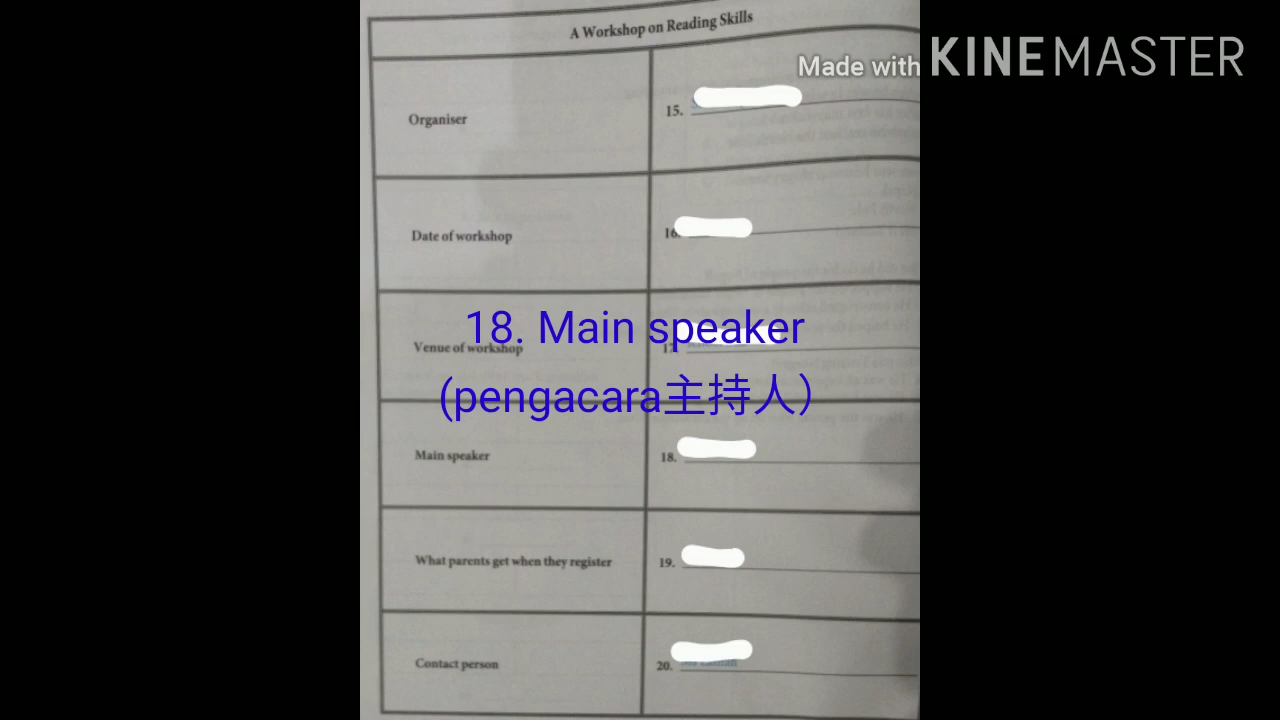 A Workshop on Reading Skills
Made with KINEMASTER
Organiser
15.
Date of workshop
16.
18. Main speaker
(pengacara主持人）
Venue of workshop
17.
Main speaker
18.
What parents get when they register
19.
Contact person
20.